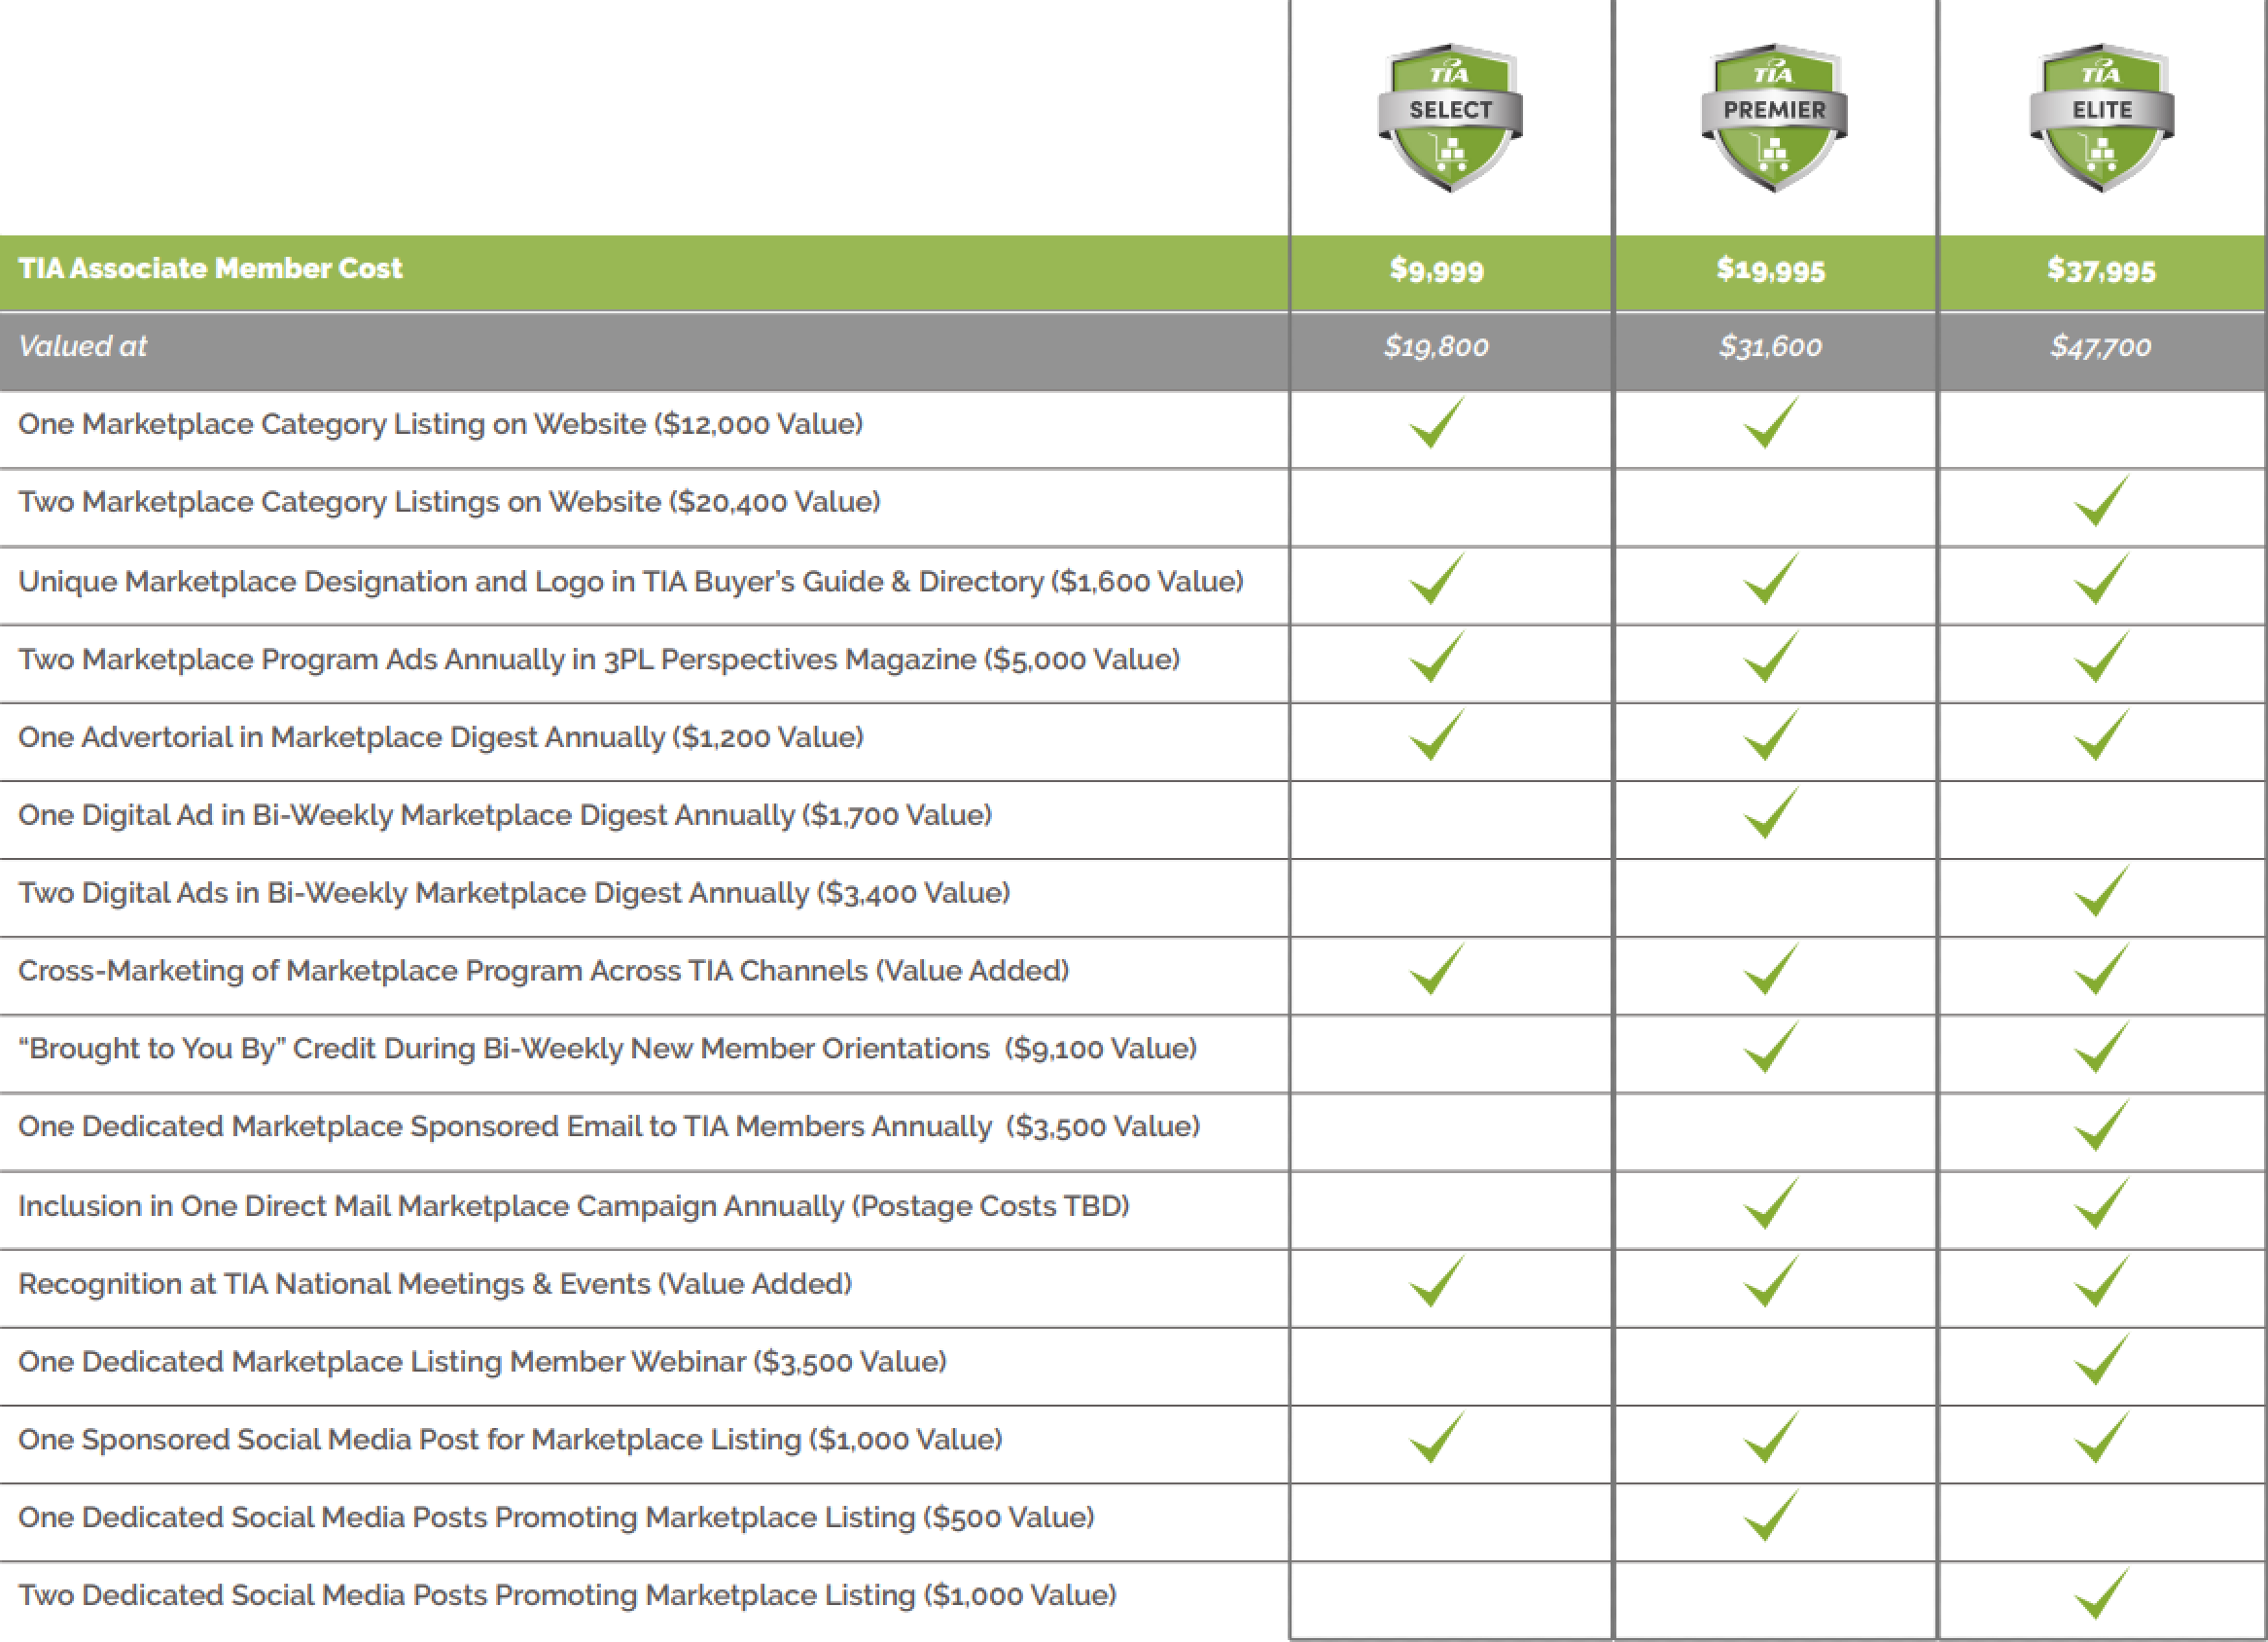 TIA TIA TIA
SELECT PREMIER ELITE
TIA Associate Member Cost $9,999 $19,995 $37,995
Valued at $19,800 $31,600 $47,700
One Marketplace Category Listing on Website ($12,000 Value)
Two Marketplace Category Listings on Website ($20,400 Value)
Unique Marketplace Designation and Logo in TIA Buyer's Guide & Directory ($1,600 Value)
Two Marketplace Program Ads Annually in 3PL Perspectives Magazine ($5,000 Value)
One Advertorial in Marketplace Digest Annually ($1,200 Value)
One Digital Ad in Bi-Weekly Marketplace Digest Annually ($1,700 Value)
Two Digital Ads in Bi-Weekly Marketplace Digest Annually ($3,400 Value)
Cross-Marketing of Marketplace Program Across TIA Channels (Value Added)
“Brought to You By” Credit During Bi-Weekly New Member Orientations ($9,100 Value)
One Dedicated Marketplace Sponsored Email to TIA Members Annually ($3,500 Value)
Inclusion in One Direct Mail Marketplace Campaign Annually (Postage Costs TBD)
Recognition at TIA National Meetings & Events (Value Added)
One Dedicated Marketplace Listing Member Webinar ($3,500 Value)
One Sponsored Social Media Post for Marketplace Listing ($1,000 Value)
One Dedicated Social Media Posts Promoting Marketplace Listing ($500 Value)
Two Dedicated Social Media Posts Promoting Marketplace Listing ($1,000 Value)